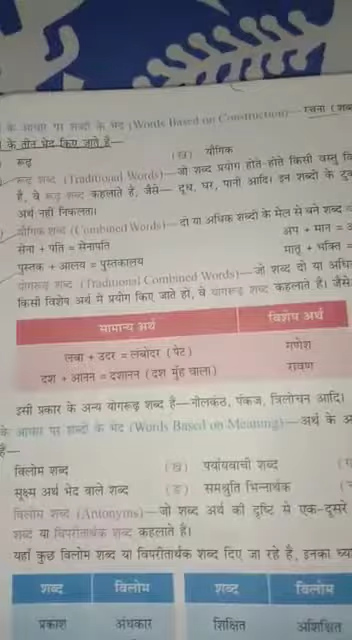 के आधार पर शब्दों के भेद (Words Based on Construction)— रचना (शब्द
के तीन भेद किए जाते हैं—
रूढ़ (ख) यौगिक
रूढ़ शब्द (Traditional Words)—जो शब्द प्रयोग होते-होते किसी वस्तु
हैं, वे रूढ़ शब्द कहलाते हैं, जैसे— दूध, घर, पानी आदि। इन शब्दों के
अर्थ नहीं निकलता।
यौगिक शब्द (Combined Words)—दो या अधिक शब्दों के मेल से बने शब्द
सेना + पति = सेनापति अप + मान =
पुस्तक + आलय = पुस्तकालय मातृ + भक्ति =
योगरूढ़ शब्द (Traditional Combined Words)—जो शब्द दो या
किसी विशेष अर्थ में प्रयोग किए जाते हों, वे योगरूढ़ शब्द कहलाते हैं। जैसे
सामान्य अर्थ विशेष अर्थ
लंबा + उदर = लंबोदर (पेट) गणेश
दश + आनन = दशानन (दश मुँह वाला) रावण
इसी प्रकार के अन्य योगरूढ़ शब्द हैं—नीलकंठ, पंकज, त्रिलोचन आदि।
के आधार पर शब्दों के भेद (Words Based on Meaning)—अर्थ के
हैं—
विलोम शब्द (ख) पर्यायवाची शब्द
सूक्ष्म अर्थ भेद वाले शब्द (ङ) समश्रुति भिन्नार्थक
विलोम शब्द (Antonyms)—जो शब्द अर्थ की दृष्टि से एक-दूसरे
शब्द या विपरीतार्थक शब्द कहलाते हैं।
यहाँ कुछ विलोम शब्द या विपरीतार्थक शब्द दिए जा रहे हैं, इनका
शब्द विलोम शब्द विलोम
प्रकाश अंधकार शिक्षित अशिक्षित